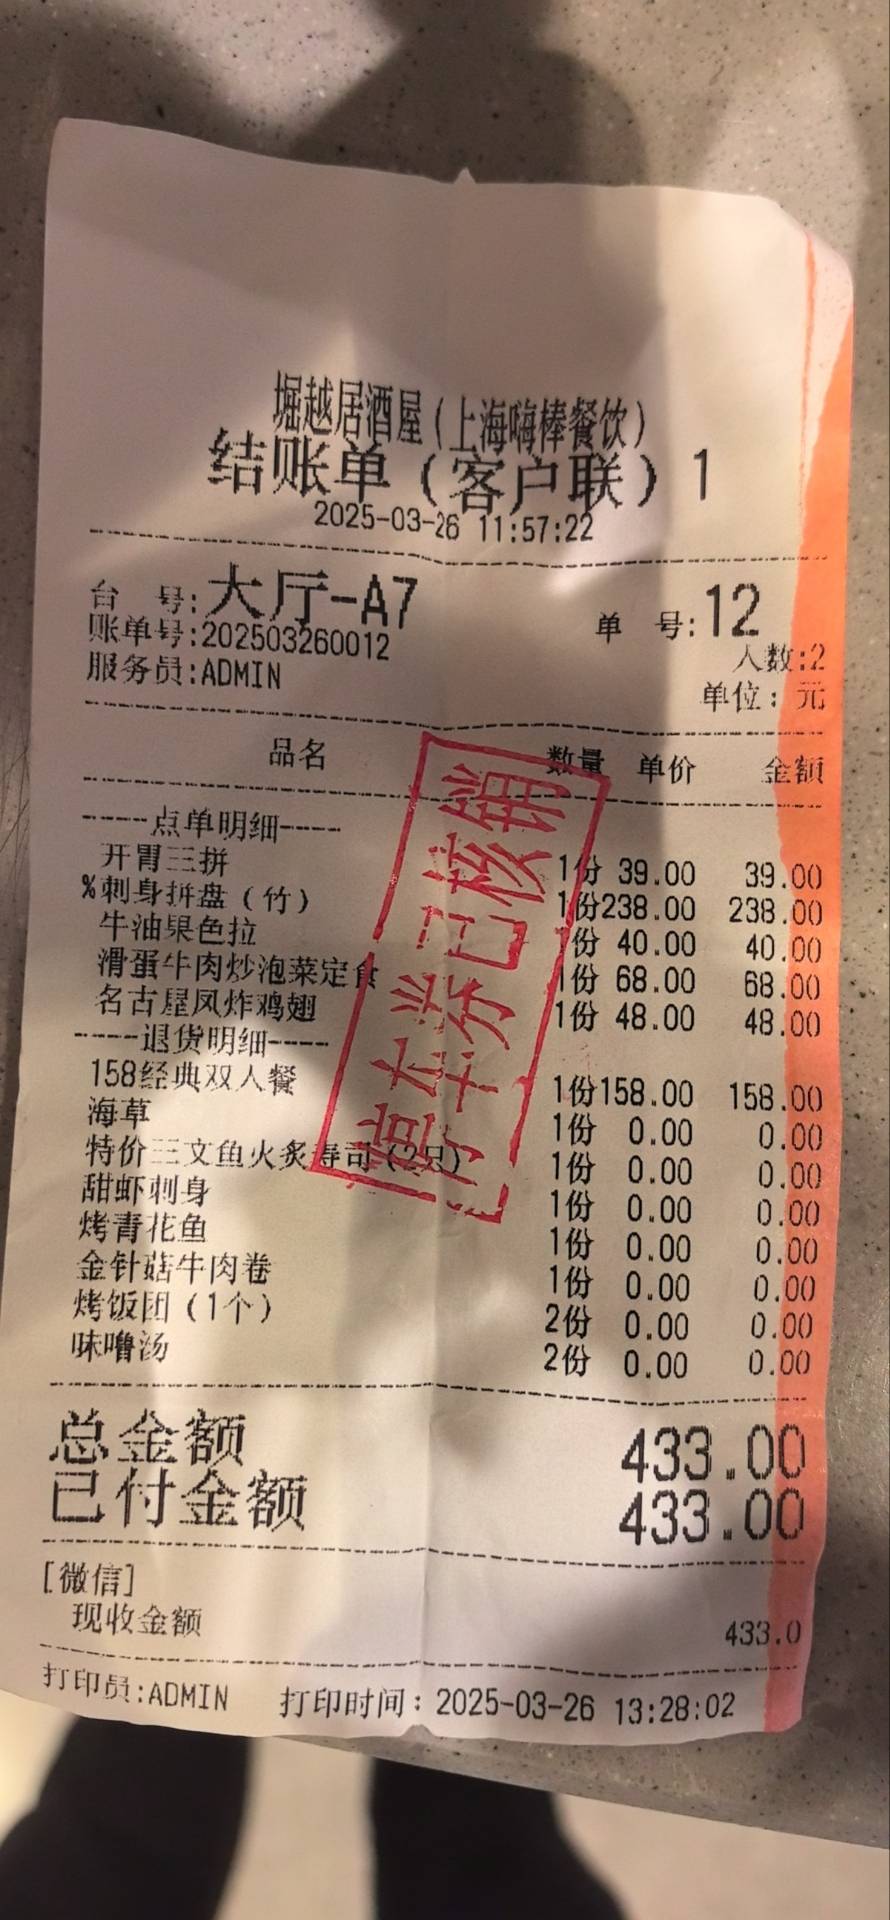 堀越居酒屋(上海嗨棒餐饮)
结账单(客户联)1
2025-03-26 11:57:22
台 号:大厅-A7 单 号:12
账单号:202503260012 人数:2
服务员:ADMIN 单位: 元
品名 数量 单价 金额
-----点单明细-----
开胃三拼 1份 39.00 39.00
%刺身拼盘(竹) 1份238.00 238.00
牛油果色拉 1份 40.00 40.00
滑蛋牛肉炒泡菜定食 1份 68.00 68.00
名古屋风炸鸡翅 1份 48.00 48.00
-----退货明细-----
158经典双人餐 1份158.00 158.00
海草 1份 0.00 0.00
特价三文鱼火炙寿司(2只) 1份 0.00 0.00
甜虾刺身 1份 0.00 0.00
烤青花鱼 1份 0.00 0.00
金针菇牛肉卷 1份 0.00 0.00
烤饭团(1个) 2份 0.00 0.00
味噌汤 2份 0.00 0.00
总金额 433.00
已付金额 433.00
[微信]
现收金额 433.0
打印员:ADMIN 打印时间:2025-03-26 13:28:02
已核销